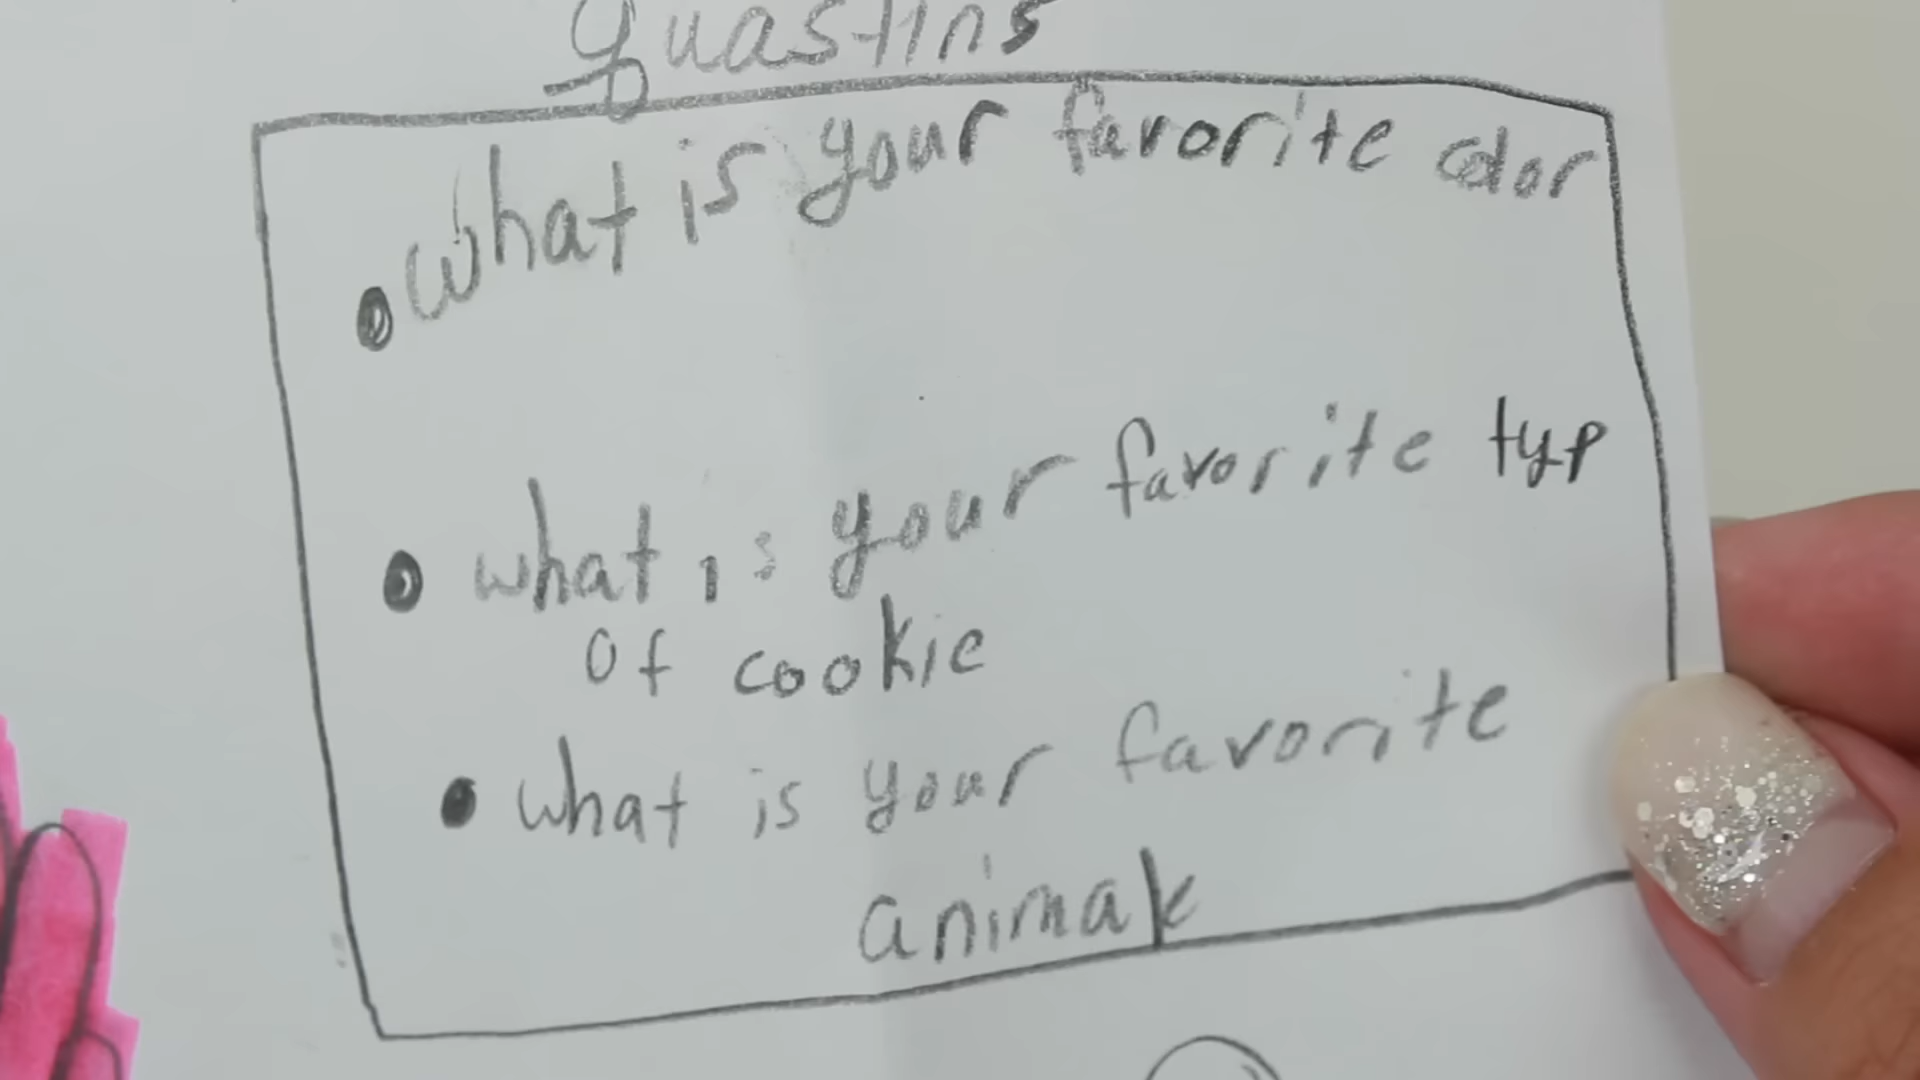 quastins
• What is your favorite color
• what is your favorite typ
of cookie
• what is your favorite
animak